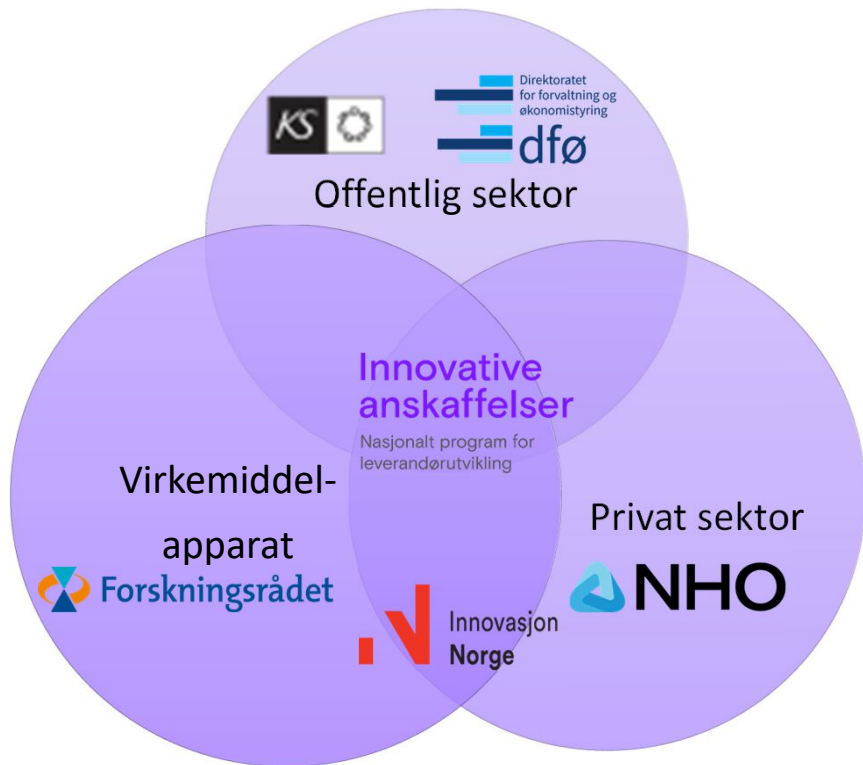 Direktoratet
for forvaltning og
økonomistyring
KS
dfø
Offentlig sektor
Innovative
anskaffelser
Nasjonalt program for
leverandørutvikling
Virkemiddel-
apparat
Forskningsrådet
Privat sektor
NHO
Innovasjon
Norge